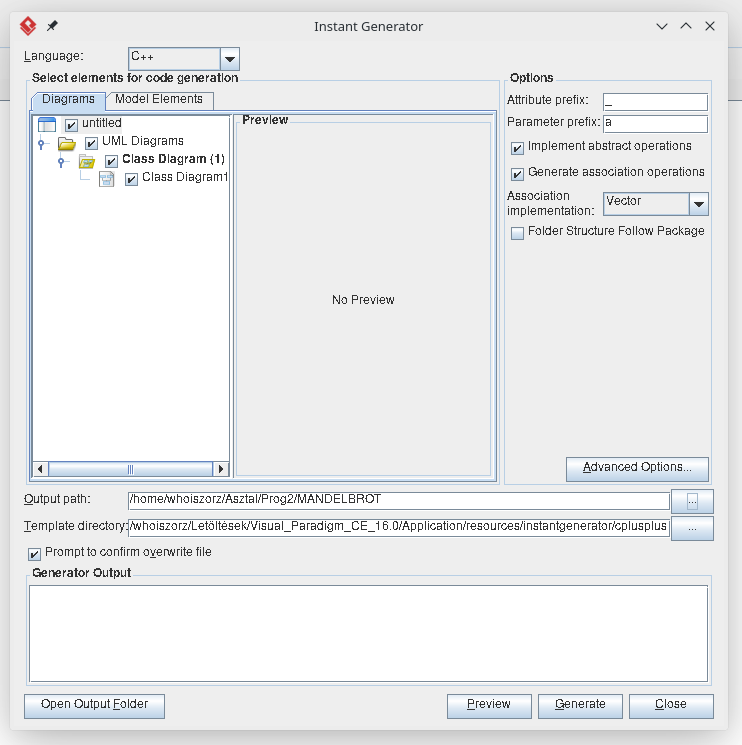 Instant Generator
Language: C++
Select elements for code generation
Options
Diagrams Model Elements
Attribute prefix: _
Parameter prefix: a
untitled
UML Diagrams
Class Diagram (1)
Class Diagram1
Preview
No Preview
Implement abstract operations
Generate association operations
Association
implementation: Vector
Folder Structure Follow Package
Advanced Options...
Output path: /home/whoiszorz/Asztal/Prog2/MANDELBROT ...
Template directory: /whoiszorz/Letöltések/Visual_Paradigm_CE_16.0/Application/resources/instantgenerator/cplusplus ...
Prompt to confirm overwrite file
Generator Output
Open Output Folder Preview Generate Close